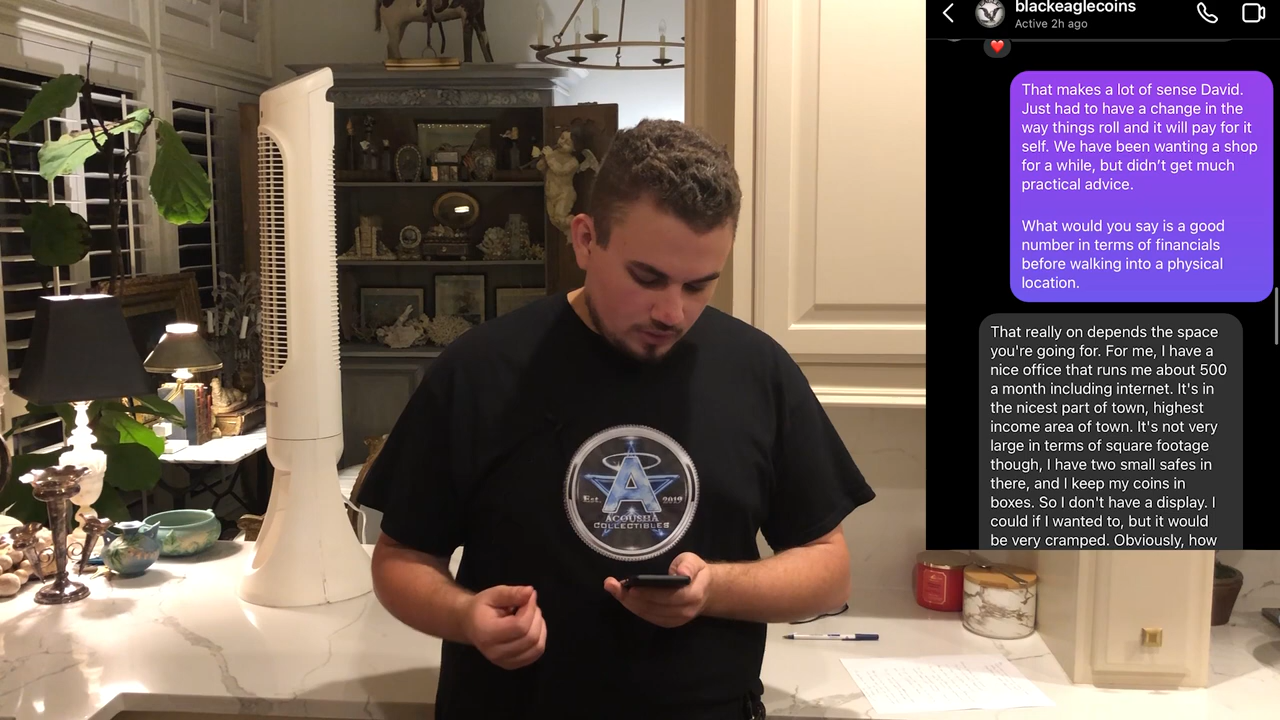 blackeaglecoins
Active 2h ago
That makes a lot of sense David.
Just had to have a change in the
way things roll and it will pay for it
self. We have been wanting a shop
for a while, but didn’t get much
practical advice.
What would you say is a good
number in terms of financials
before walking into a physical
location.
That really on depends the space
you're going for. For me, I have a
nice office that runs me about 500
a month including internet. It's in
the nicest part of town, highest
income area of town. It's not very
large in terms of square footage
though, I have two small safes in
there, and I keep my coins in
boxes. So I don't have a display. I
could if I wanted to, but it would
be very cramped. Obviously, how
A
Est. 2019
ACOUSHA
COLLECTIBLES